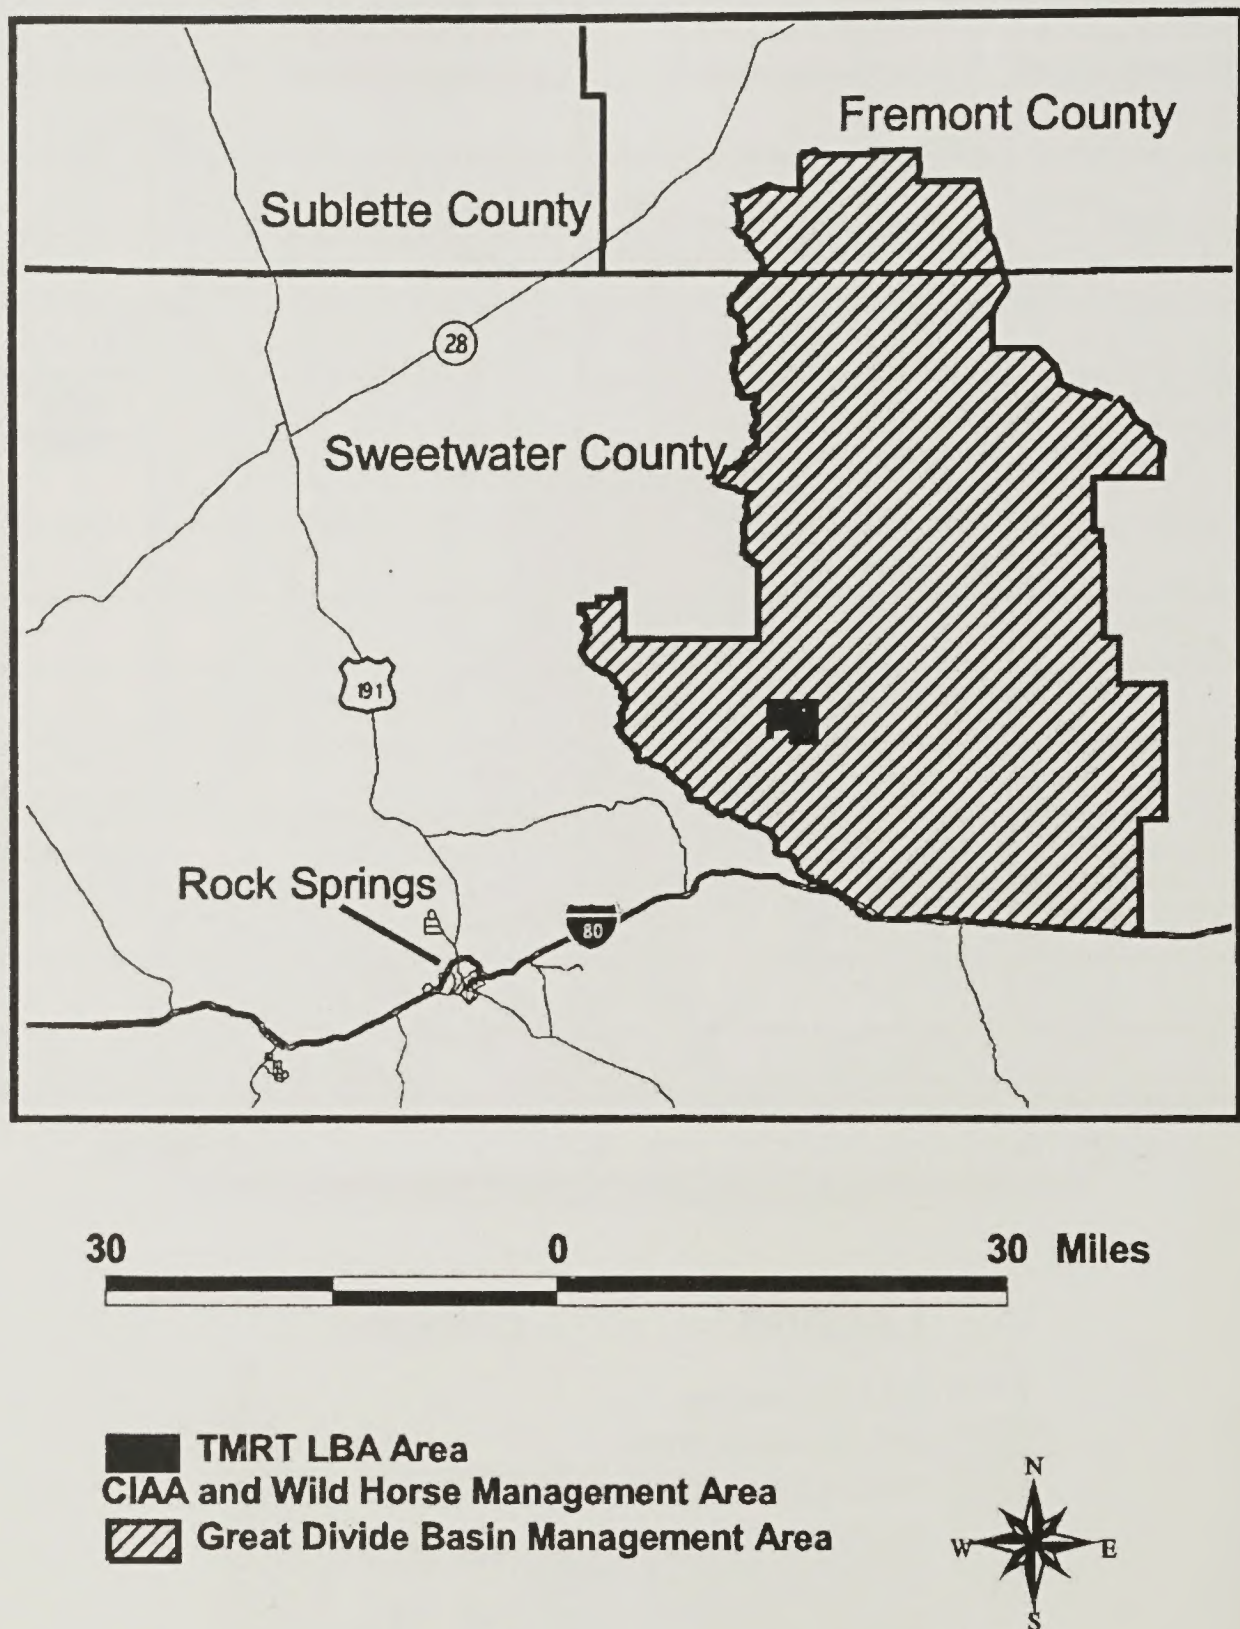 Fremont County
Sublette County
28
Sweetwater County
191
Rock Springs
80
30 0 30 Miles
TMRT LBA Area
CIAA and Wild Horse Management Area
Great Divide Basin Management Area
N
W E
S